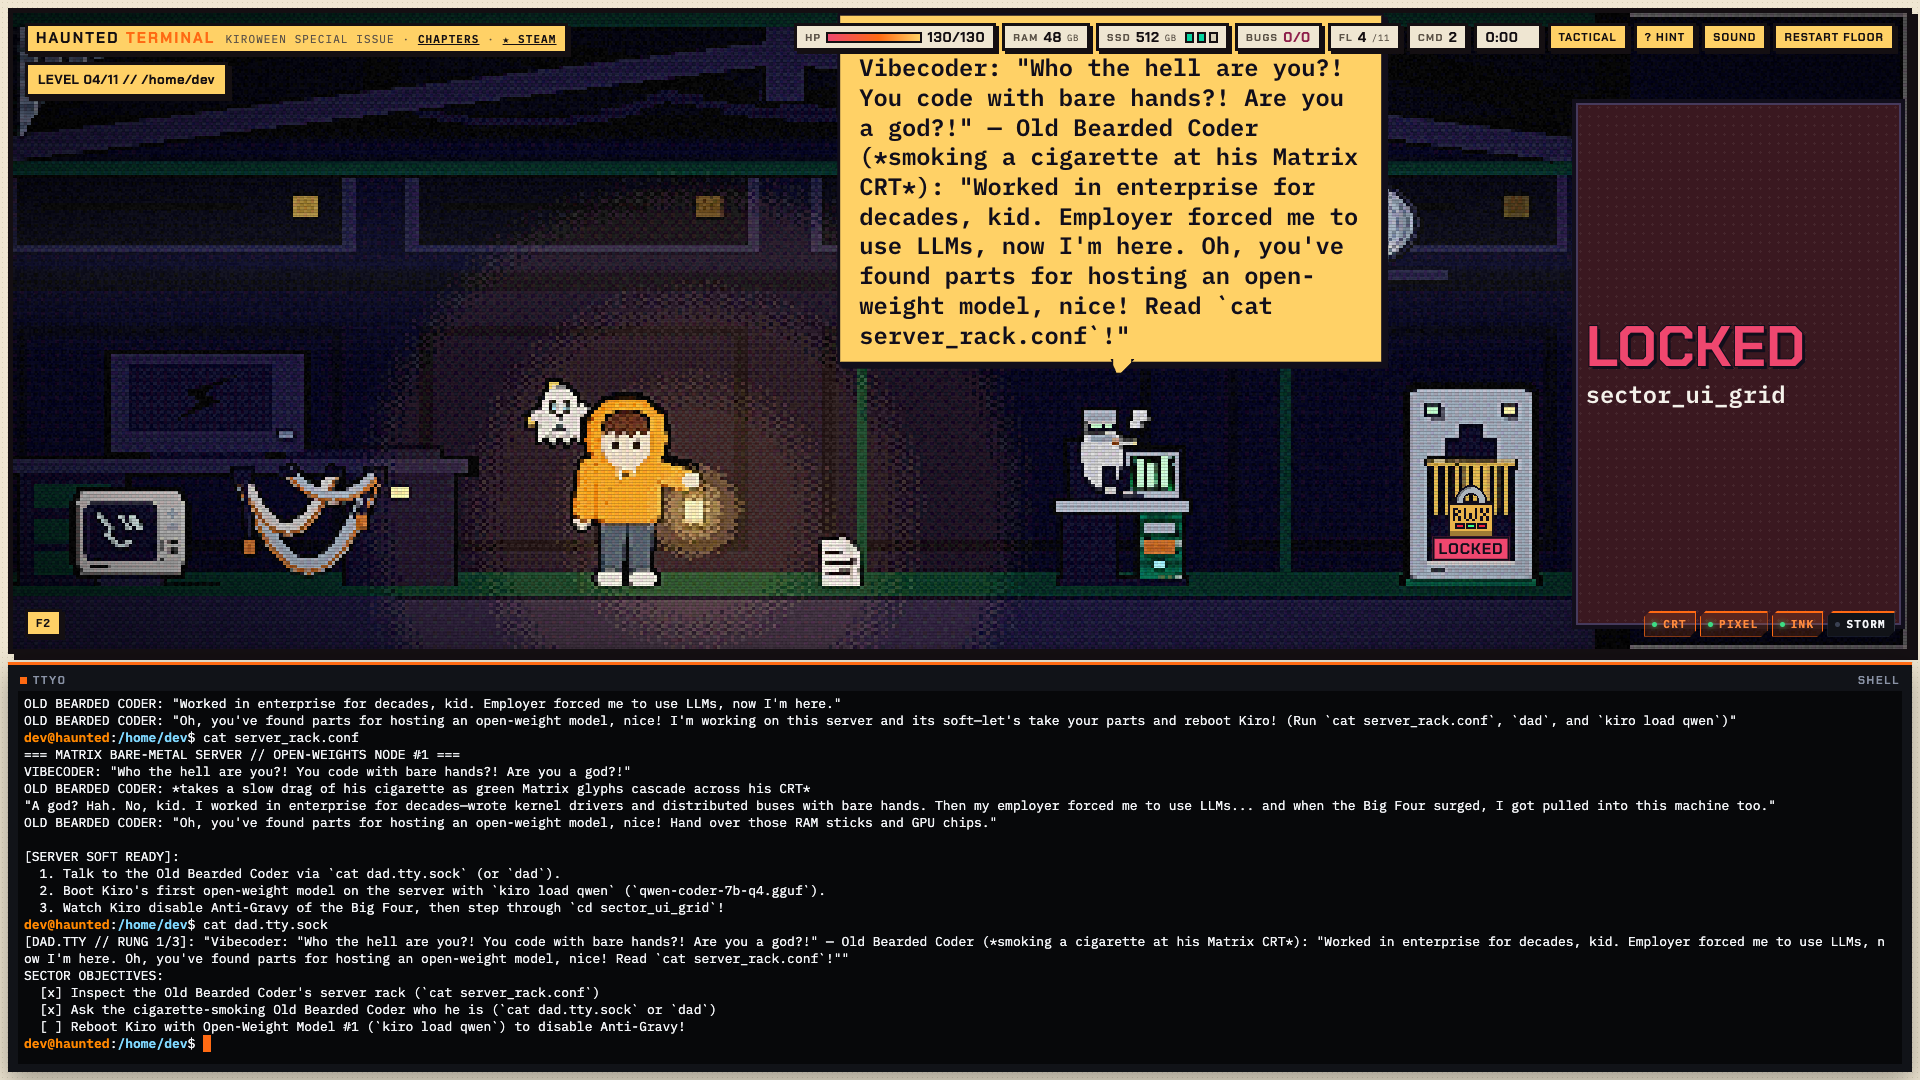 HAUNTED TERMINAL KIROWEEN SPECIAL ISSUE · CHAPTERS · ★ STEAM
HP 130/130 RAM 48 GB SSD 512 GB BUGS 0/0 FL 4 /11 CMD 2 0:00 TACTICAL ? HINT SOUND RESTART FLOOR
LEVEL 04/11 // /home/dev
Vibecoder: "Who the hell are you?!
You code with bare hands?! Are you
a god?!" — Old Bearded Coder
(*smoking a cigarette at his Matrix
CRT*): "Worked in enterprise for
decades, kid. Employer forced me to
use LLMs, now I'm here. Oh, you've
found parts for hosting an open-
weight model, nice! Read `cat
server_rack.conf`!"
LOCKED
sector_ui_grid
RWX
LOCKED
F2
CRT PIXEL INK STORM
TTY0 SHELL
OLD BEARDED CODER: "Worked in enterprise for decades, kid. Employer forced me to use LLMs, now I'm here."
OLD BEARDED CODER: "Oh, you've found parts for hosting an open-weight model, nice! I'm working on this server and its soft—let's take your parts and reboot Kiro! (Run `cat server_rack.conf`, `dad`, and `kiro load qwen`)"
dev@haunted:/home/dev$ cat server_rack.conf
=== MATRIX BARE-METAL SERVER // OPEN-WEIGHTS NODE #1 ===
VIBECODER: "Who the hell are you?! You code with bare hands?! Are you a god?!"
OLD BEARDED CODER: *takes a slow drag of his cigarette as green Matrix glyphs cascade across his CRT*
"A god? Hah. No, kid. I worked in enterprise for decades—wrote kernel drivers and distributed buses with bare hands. Then my employer forced me to use LLMs... and when the Big Four surged, I got pulled into this machine too."
OLD BEARDED CODER: "Oh, you've found parts for hosting an open-weight model, nice! Hand over those RAM sticks and GPU chips."
[SERVER SOFT READY]:
1. Talk to the Old Bearded Coder via `cat dad.tty.sock` (or `dad`).
2. Boot Kiro's first open-weight model on the server with `kiro load qwen` (`qwen-coder-7b-q4.gguf`).
3. Watch Kiro disable Anti-Gravy of the Big Four, then step through `cd sector_ui_grid`!
dev@haunted:/home/dev$ cat dad.tty.sock
[DAD.TTY // RUNG 1/3]: "Vibecoder: "Who the hell are you?! You code with bare hands?! Are you a god?!" — Old Bearded Coder (*smoking a cigarette at his Matrix CRT*): "Worked in enterprise for decades, kid. Employer forced me to use LLMs, n
ow I'm here. Oh, you've found parts for hosting an open-weight model, nice! Read `cat server_rack.conf`!""
SECTOR OBJECTIVES:
[x] Inspect the Old Bearded Coder's server rack (`cat server_rack.conf`)
[x] Ask the cigarette-smoking Old Bearded Coder who he is (`cat dad.tty.sock` or `dad`)
[ ] Reboot Kiro with Open-Weight Model #1 (`kiro load qwen`) to disable Anti-Gravy!
dev@haunted:/home/dev$